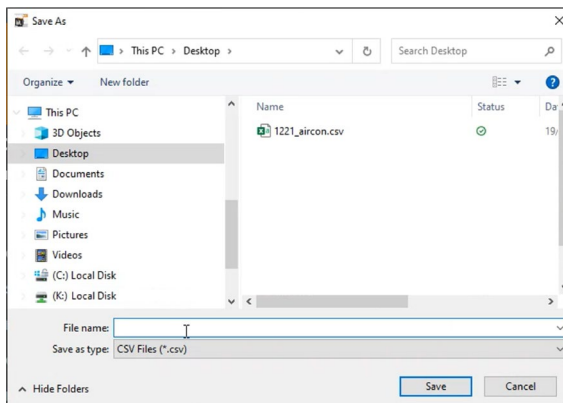 Save As
This PC > Desktop >
Search Desktop
Organize
New folder
This PC
3D Objects
Desktop
Documents
Downloads
Music
Pictures
Videos
(C:) Local Disk
(K:) Local Disk
Name Status Da
1221_aircon.csv 19/
File name:
Save as type: CSV Files (*.csv)
Hide Folders
Save
Cancel